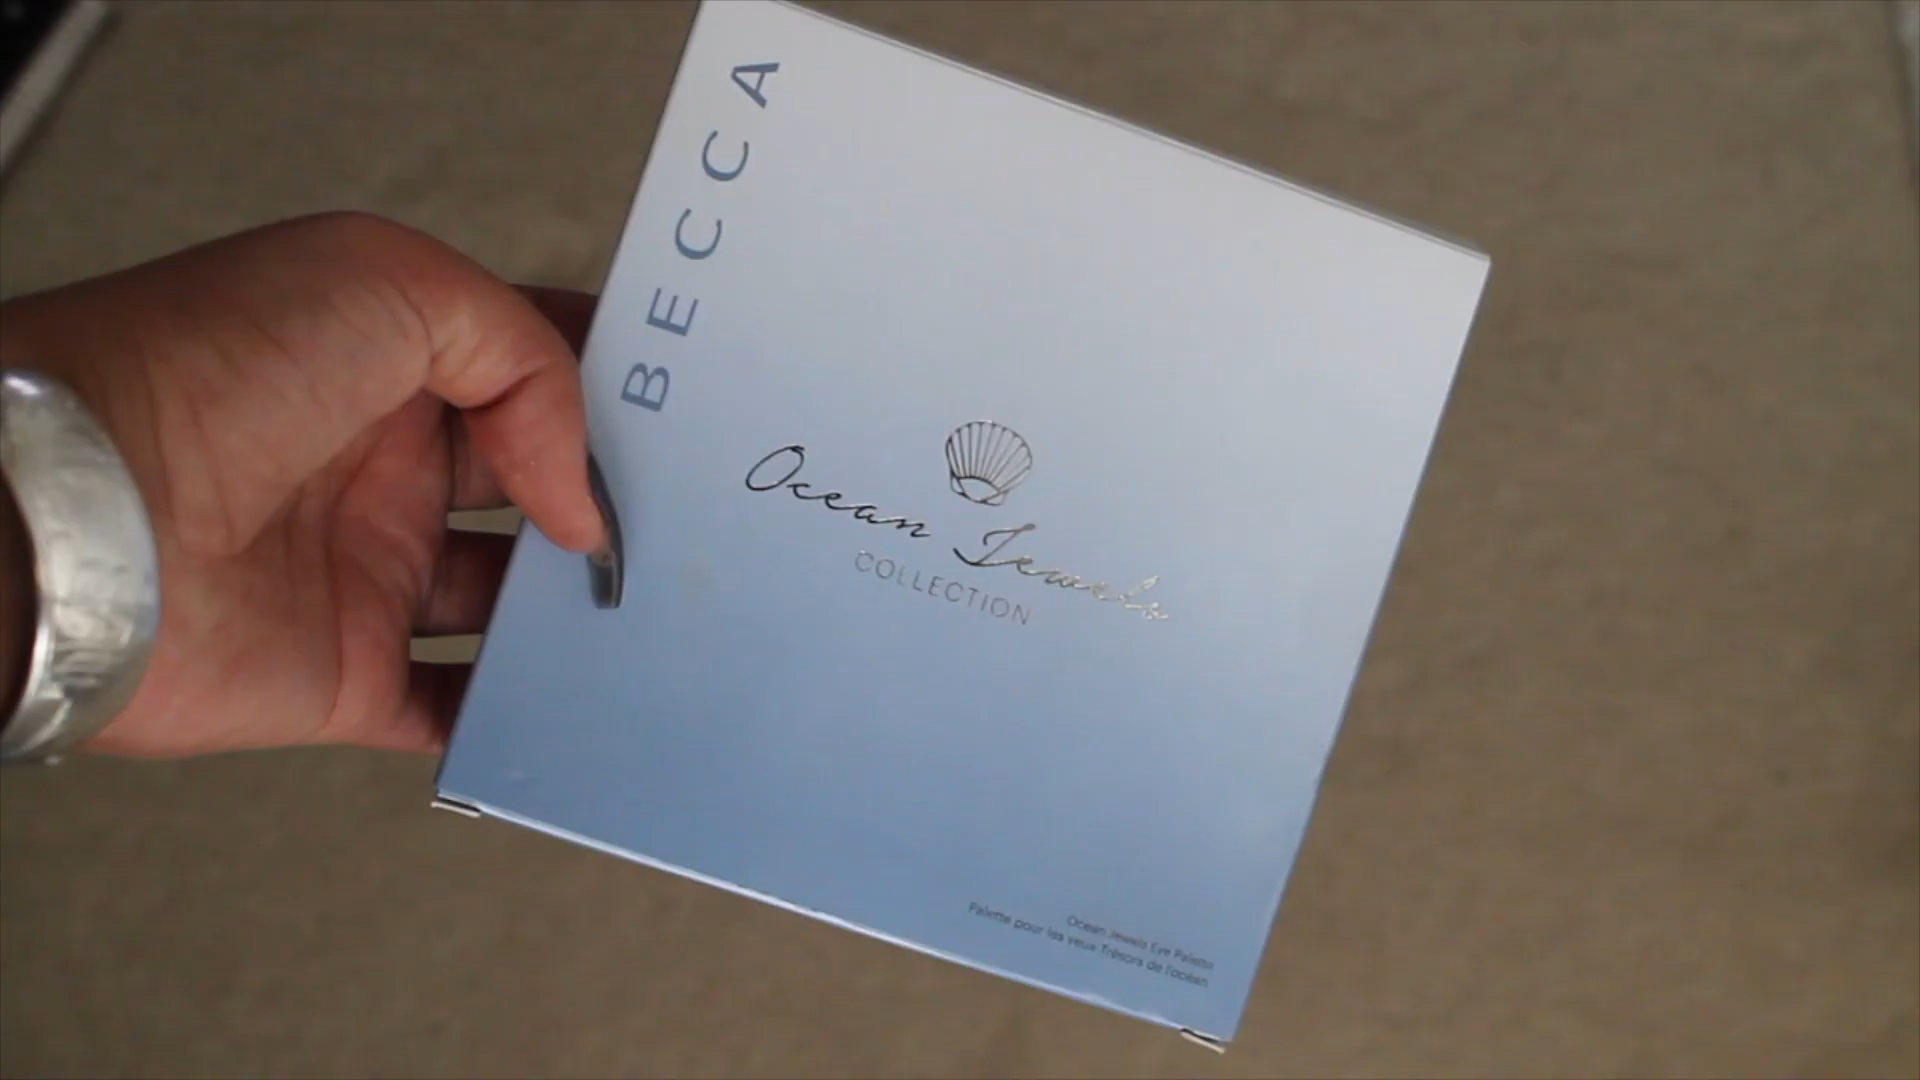 BECCA
Ocean Jewels
COLLECTION
Ocean Jewels Eye Palette
Palette pour les yeux Trésors de l'océan